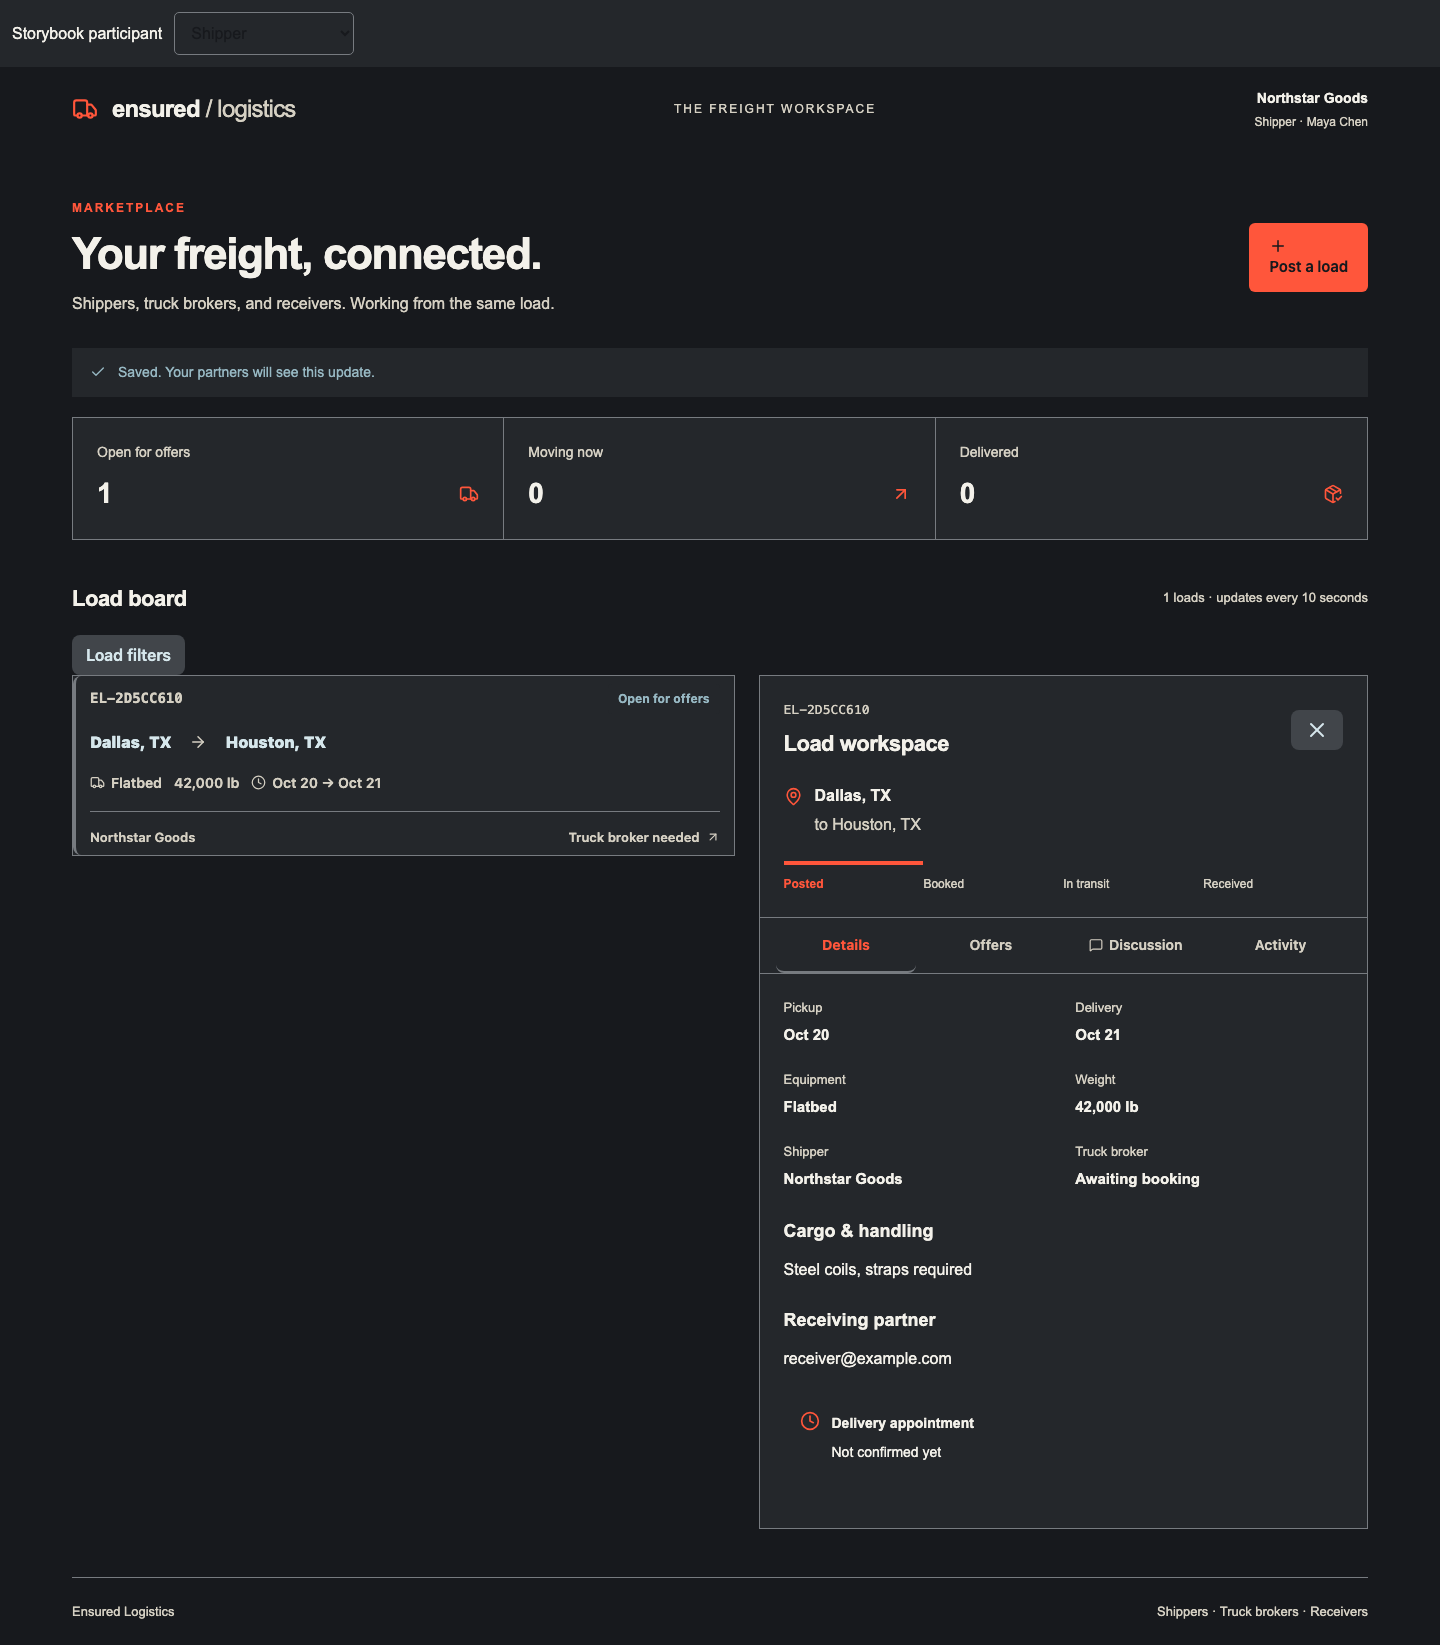 Storybook participant Shipper
ensured / logistics
THE FREIGHT WORKSPACE
Northstar Goods
Shipper · Maya Chen
MARKETPLACE
Your freight, connected.
Shippers, truck brokers, and receivers. Working from the same load.
Post a load
Saved. Your partners will see this update.
Open for offers
1
Moving now
0
Delivered
0
Load board
1 loads · updates every 10 seconds
Load filters
EL-2D5CC610
Open for offers
Dallas, TX → Houston, TX
Flatbed 42,000 lb Oct 20 → Oct 21
Northstar Goods
Truck broker needed
EL-2D5CC610
Load workspace
Dallas, TX
to Houston, TX
Posted Booked In transit Received
Details Offers Discussion Activity
Pickup
Oct 20
Delivery
Oct 21
Equipment
Flatbed
Weight
42,000 lb
Shipper
Northstar Goods
Truck broker
Awaiting booking
Cargo & handling
Steel coils, straps required
Receiving partner
receiver@example.com
Delivery appointment
Not confirmed yet
Ensured Logistics
Shippers · Truck brokers · Receivers